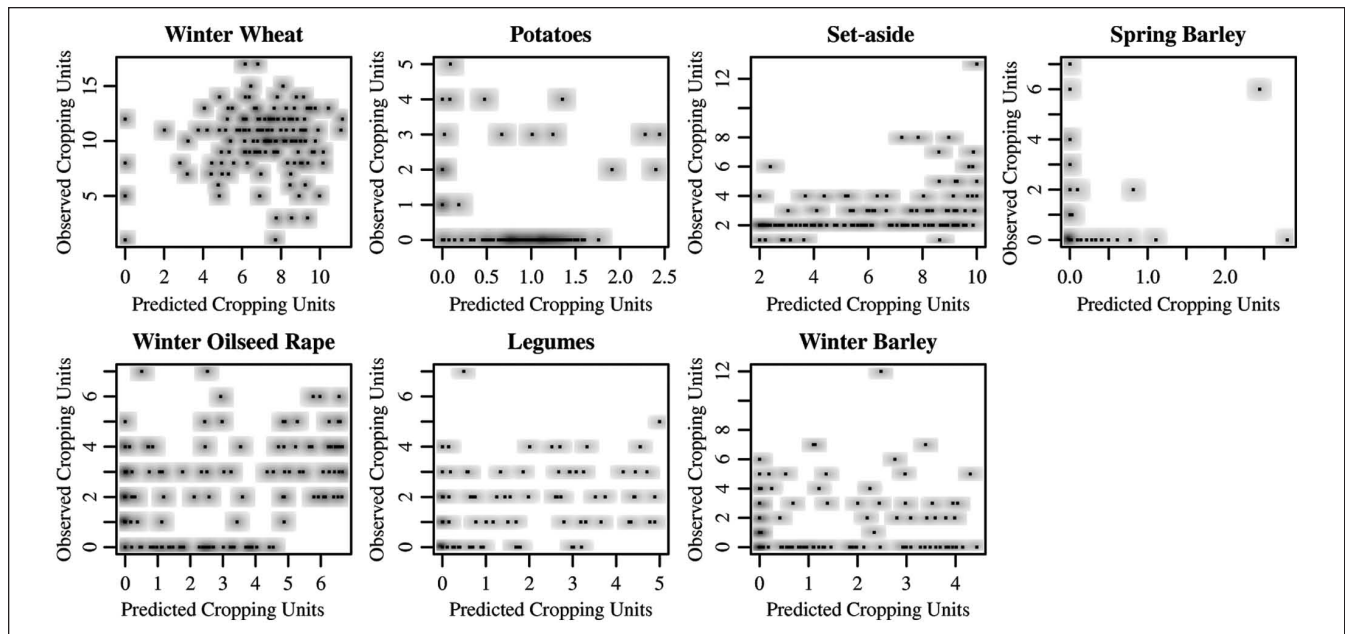 Winter Wheat
Observed Cropping Units
5 10 15
0 2 4 6 8 10
Predicted Cropping Units
Potatoes
Observed Cropping Units
0 1 2 3 4 5
0.0 0.5 1.0 1.5 2.0 2.5
Predicted Cropping Units
Set-aside
Observed Cropping Units
2 4 6 8 12
2 4 6 8 10
Predicted Cropping Units
Spring Barley
Observed Cropping Units
0 2 4 6
0.0 1.0 2.0
Predicted Cropping Units
Winter Oilseed Rape
Observed Cropping Units
0 2 4 6
0 1 2 3 4 5 6
Predicted Cropping Units
Legumes
Observed Cropping Units
0 2 4 6
0 1 2 3 4 5
Predicted Cropping Units
Winter Barley
Observed Cropping Units
0 2 4 6 8 12
0 1 2 3 4
Predicted Cropping Units